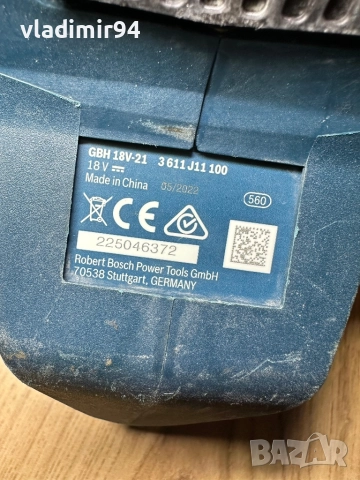 vladimir94
GBH 18V-21 3 611 J11 100
18 V
Made in China 05/2022
560
CE
225046372
Robert Bosch Power Tools GmbH
70538 Stuttgart, GERMANY
BAZAR